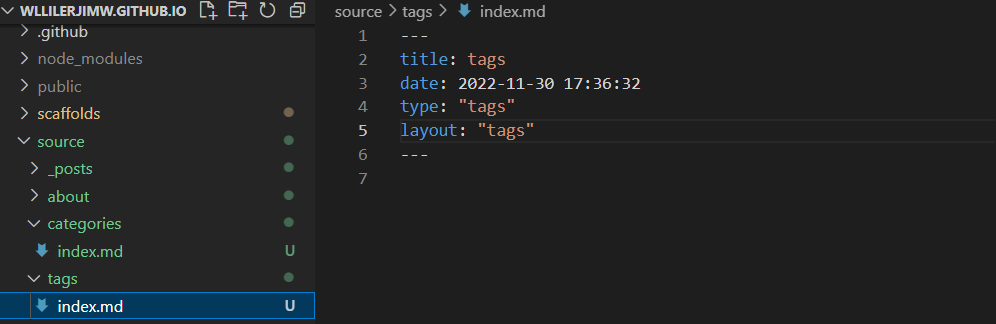 WLLILERJIMW.GITHUB.IO
.github
node_modules
public
scaffolds
source
_posts
about
categories
index.md
U
tags
index.md
U
source > tags > index.md
1 ---
2 title: tags
3 date: 2022-11-30 17:36:32
4 type: "tags"
5 layout: "tags"
6 ---
7